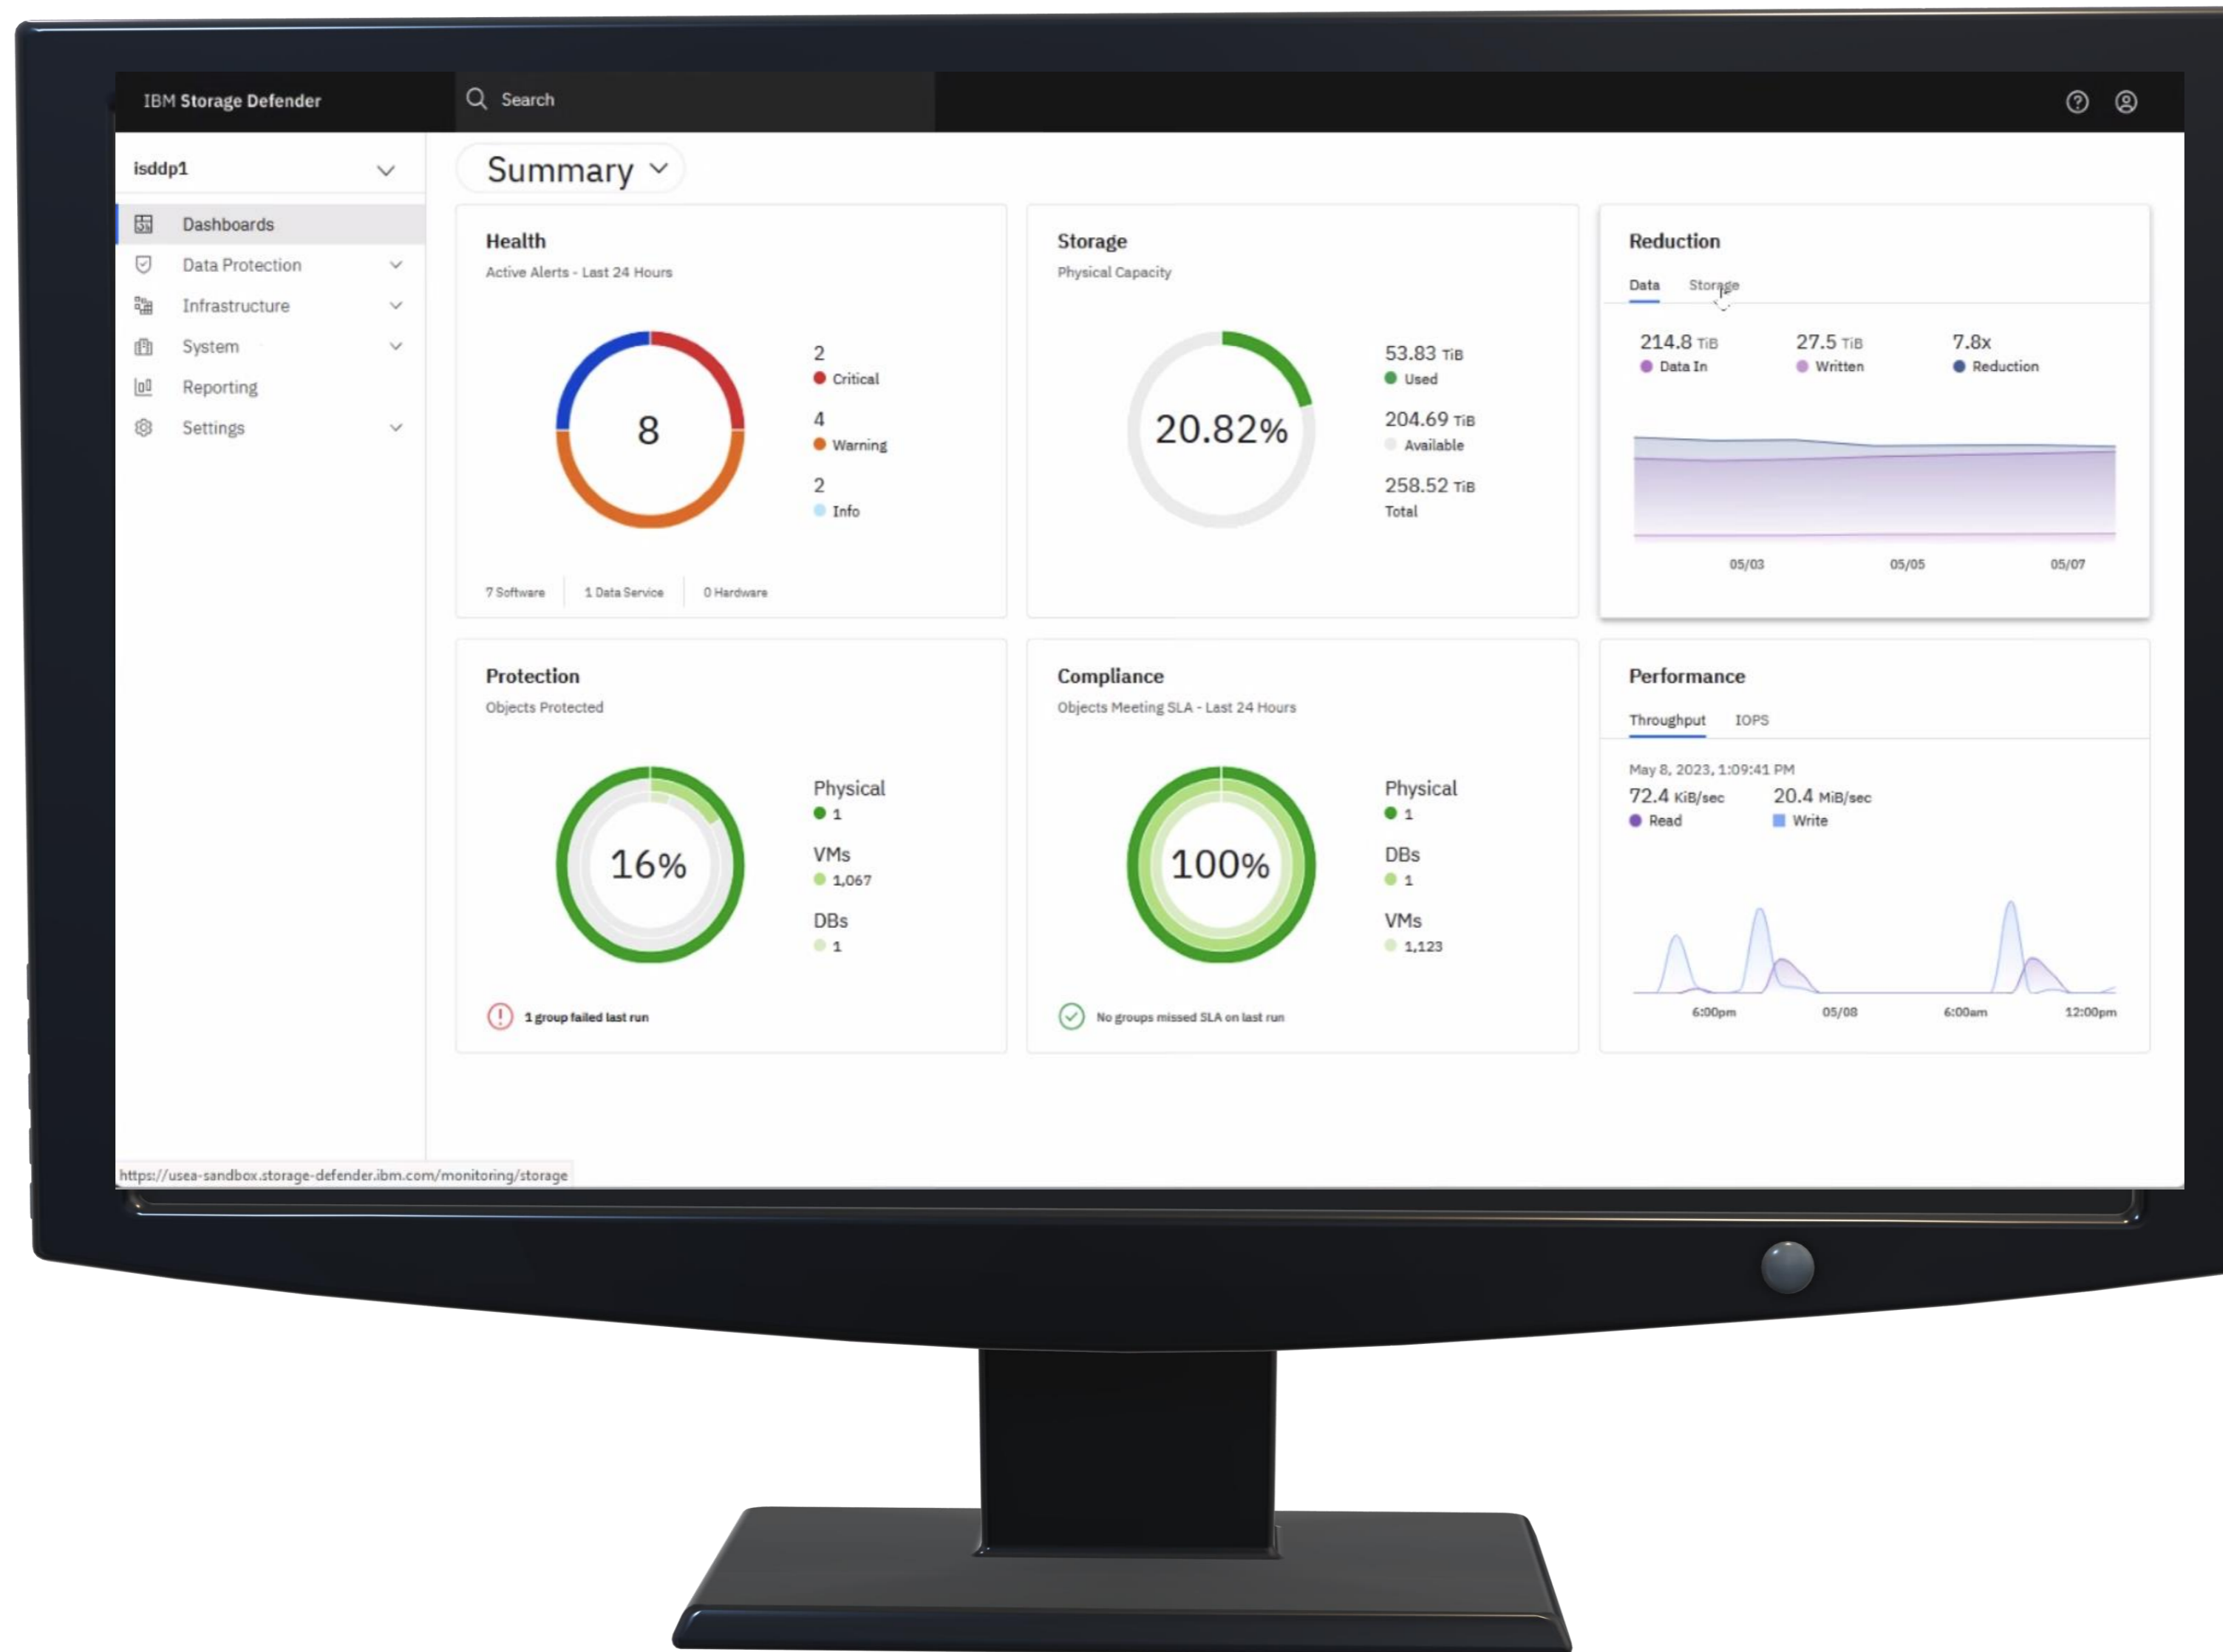 IBM Storage Defender
Search
isddp1
Dashboards
Data Protection
Infrastructure
System
Reporting
Settings
Summary
Health
Active Alerts - Last 24 Hours
8
2
Critical
4
Warning
2
Info
7 Software
1 Data Service
0 Hardware
Storage
Physical Capacity
20.82%
53.83 TiB
Used
204.69 TiB
Available
258.52 TiB
Total
Reduction
Data Storage
214.8 TiB 27.5 TiB 7.8x
Data In Written Reduction
05/03 05/05 05/07
Protection
Objects Protected
16%
Physical
1
VMs
1,067
DBs
1
1 group failed last run
Compliance
Objects Meeting SLA - Last 24 Hours
100%
Physical
1
DBs
1
VMs
1,123
No groups missed SLA on last run
Performance
Throughput IOPS
May 8, 2023, 1:09:41 PM
72.4 KiB/sec 20.4 MiB/sec
Read Write
6:00pm 05/08 6:00am 12:00pm
https://usea-sandbox.storage-defender.ibm.com/monitoring/storage